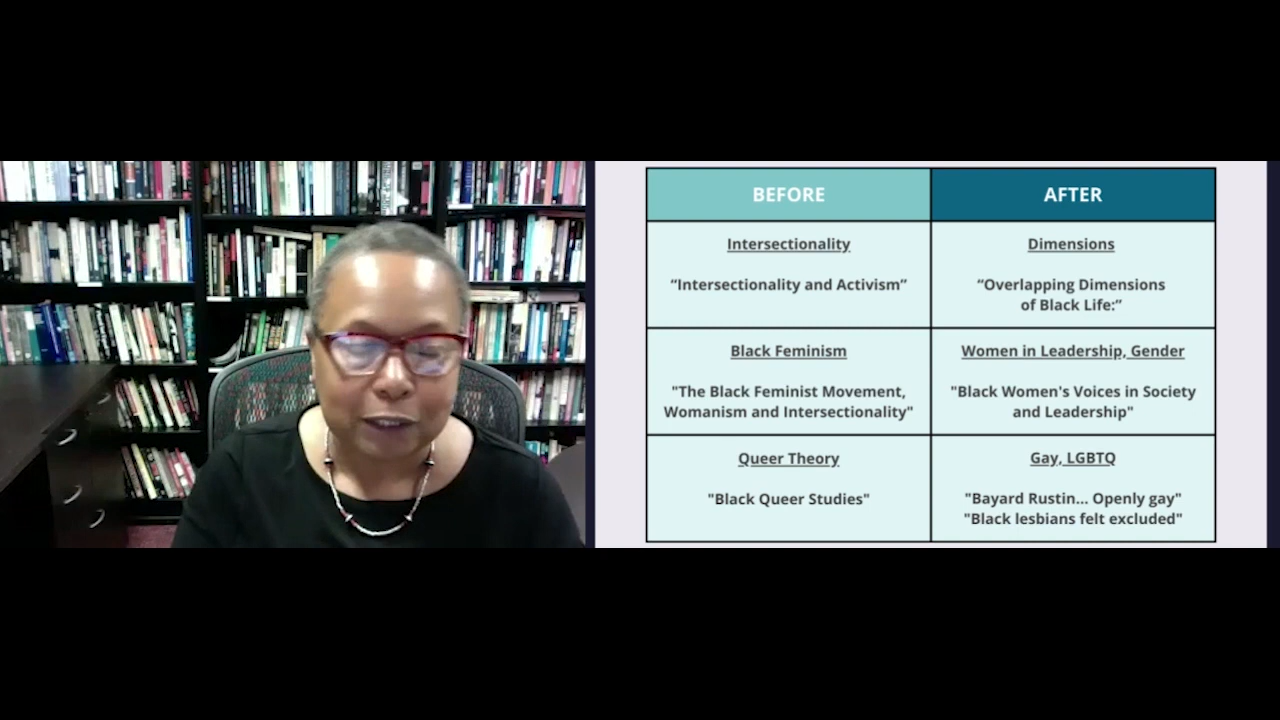 BEFORE
AFTER
Intersectionality
“Intersectionality and Activism”
Dimensions
“Overlapping Dimensions
of Black Life:”
Black Feminism
"The Black Feminist Movement,
Womanism and Intersectionality"
Women in Leadership, Gender
"Black Women's Voices in Society
and Leadership"
Queer Theory
"Black Queer Studies"
Gay, LGBTQ
"Bayard Rustin... Openly gay"
"Black lesbians felt excluded"